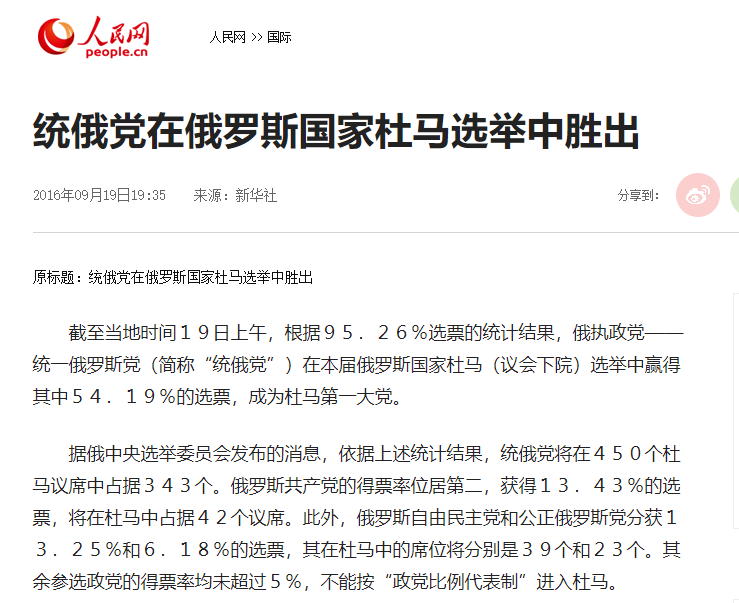 人民网
people.cn
人民网 >> 国际
统俄党在俄罗斯国家杜马选举中胜出
2016年09月19日19:35 来源：新华社 分享到：
原标题：统俄党在俄罗斯国家杜马选举中胜出
截至当地时间１９日上午，根据９５．２６％选票的统计结果，俄执政党——
统一俄罗斯党（简称“统俄党”）在本届俄罗斯国家杜马（议会下院）选举中赢得
其中５４．１９％的选票，成为杜马第一大党。
据俄中央选举委员会发布的消息，依据上述统计结果，统俄党将在４５０个杜
马议席中占据３４３个。俄罗斯共产党的得票率位居第二，获得１３．４３％的选
票，将在杜马中占据４２个议席。此外，俄罗斯自由民主党和公正俄罗斯党分获１
３．２５％和６．１８％的选票，其在杜马中的席位将分别是３９个和２３个。其
余参选政党的得票率均未超过５％，不能按“政党比例代表制”进入杜马。